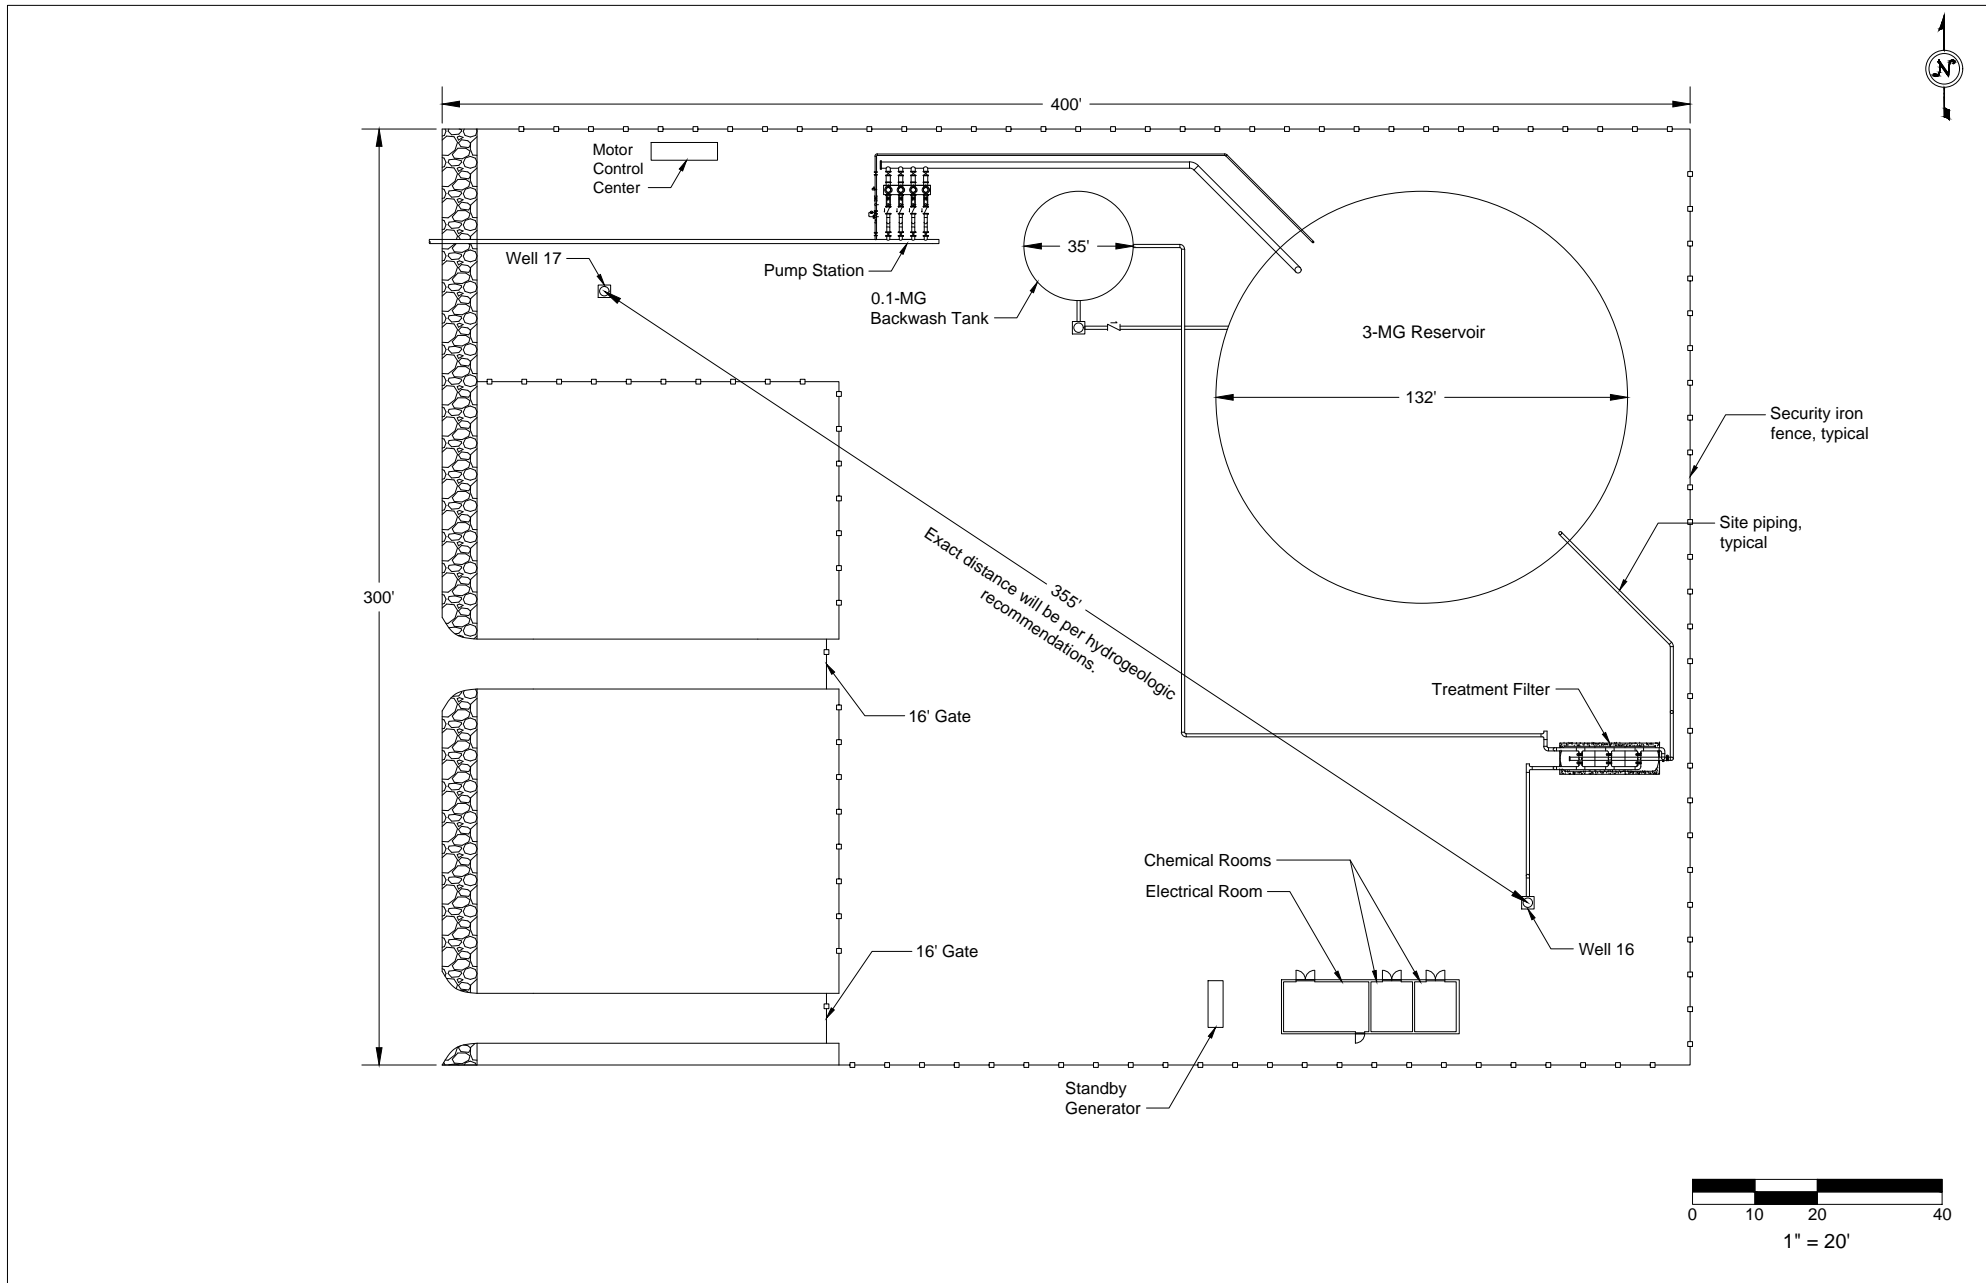 N
400'
Motor
Control
Center
Well 17
Pump Station
35'
0.1-MG
Backwash Tank
3-MG Reservoir
132'
Security iron
fence, typical
Site piping,
typical
300'
355'
Exact distance will be per hydrogeologic
recommendations.
16' Gate
Treatment Filter
Chemical Rooms
Electrical Room
16' Gate
Well 16
Standby
Generator
0 10 20 40
1" = 20'